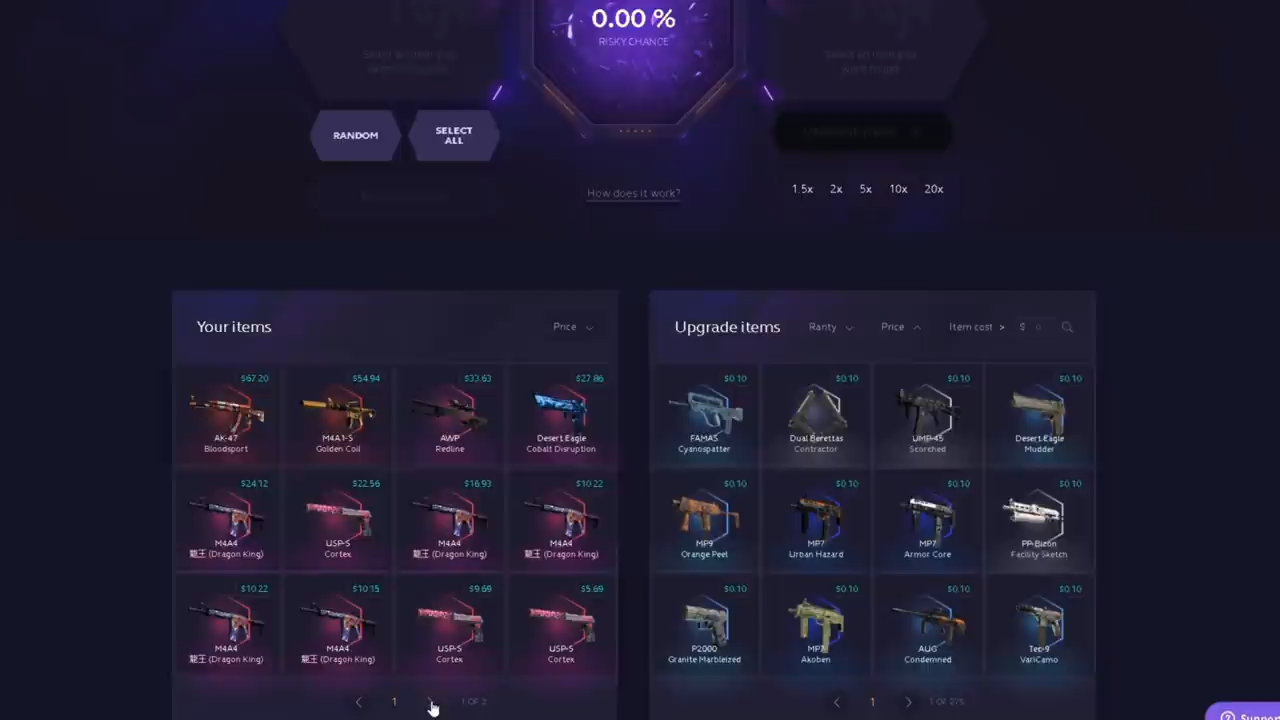 0.00 %
RISKY CHANCE
RANDOM
SELECT
ALL
How does it work?
1.5x 2x 5x 10x 20x
Your items
Price
Upgrade items
Rarity
Price
Item cost > $ 0
$67.20 $54.94 $33.63 $27.86
AK-47 M4A1-S AWP Desert Eagle
Bloodsport Golden Coil Redline Cobalt Disruption
$24.12 $22.56 $16.93 $10.22
M4A4 USP-S M4A4 M4A4
龍王 (Dragon King) Cortex 龍王 (Dragon King) 龍王 (Dragon King)
$10.22 $10.15 $9.69 $5.69
M4A4 M4A4 USP-S USP-S
龍王 (Dragon King) 龍王 (Dragon King) Cortex Cortex
1
1 OF 2
$0.10 $0.10 $0.10 $0.10
FAMAS Dual Berettas UMP-45 Desert Eagle
Cyanospatter Contractor Scorched Mudder
$0.10 $0.10 $0.10 $0.10
MP9 MP7 MP7 PP-Bizon
Orange Peel Urban Hazard Armor Core Facility Sketch
$0.10 $0.10 $0.10 $0.10
P2000 MP7 AUG Tec-9
Granite Marbleized Akoben Condemned VariCamo
1
1 OF 275